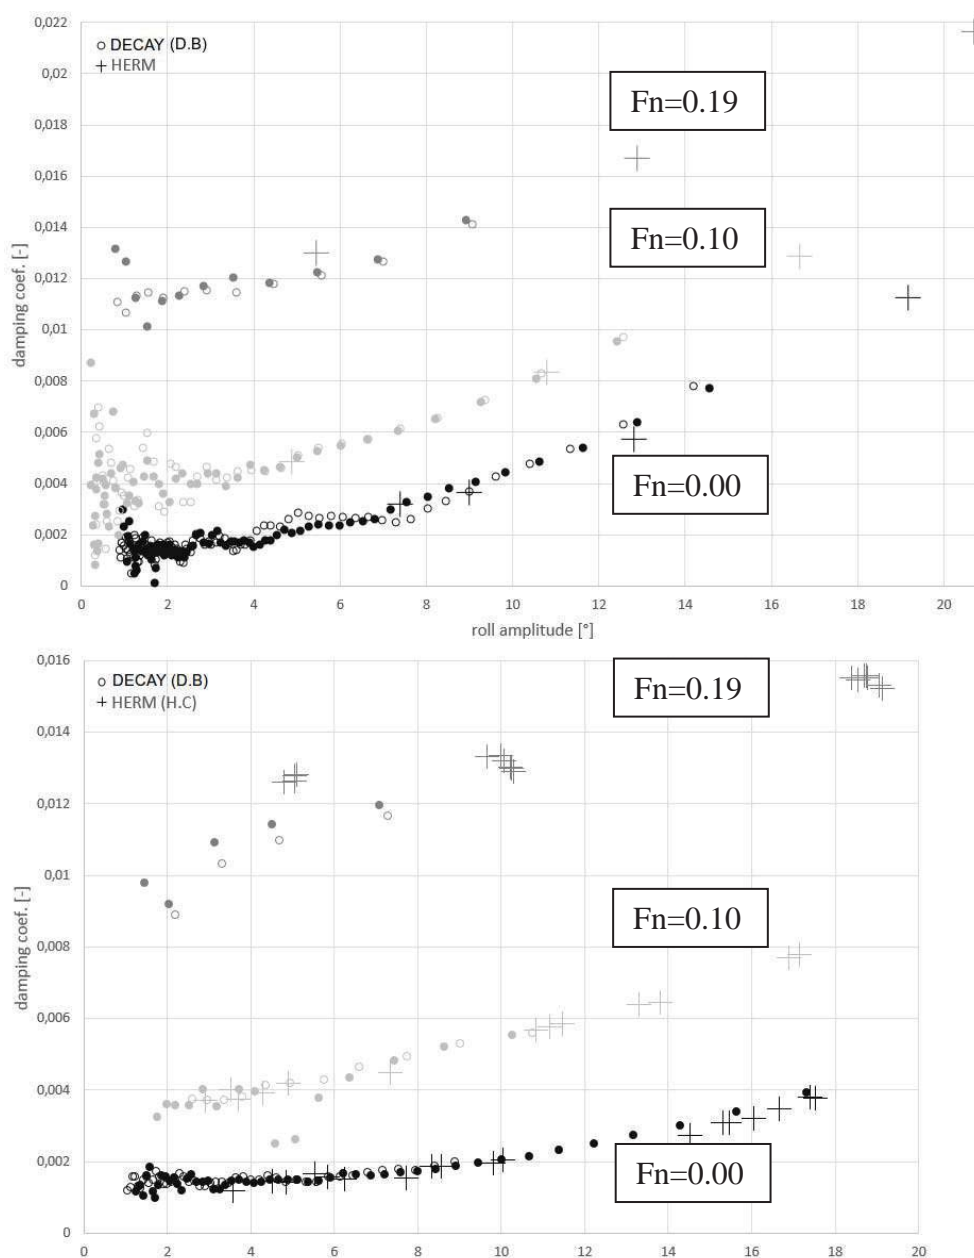 0,022
DECAY (D.B)
0,02
HERM
Fn=0.19
0,018
0,016
0,014
Fn=0.10
0,012
0,01
damping coef. [-]
0,008
0,006
0,004
Fn=0.00
0,002
0
0 2 4 6 8 10 12 14 16 18 20
roll amplitude [°]
0,016
DECAY (D.B)
Fn=0.19
HERM (H.C)
0,014
0,012
0,01
damping coef. [-]
Fn=0.10
0,008
0,006
0,004
0,002
Fn=0.00
0
0 2 4 6 8 10 12 14 16 18 20